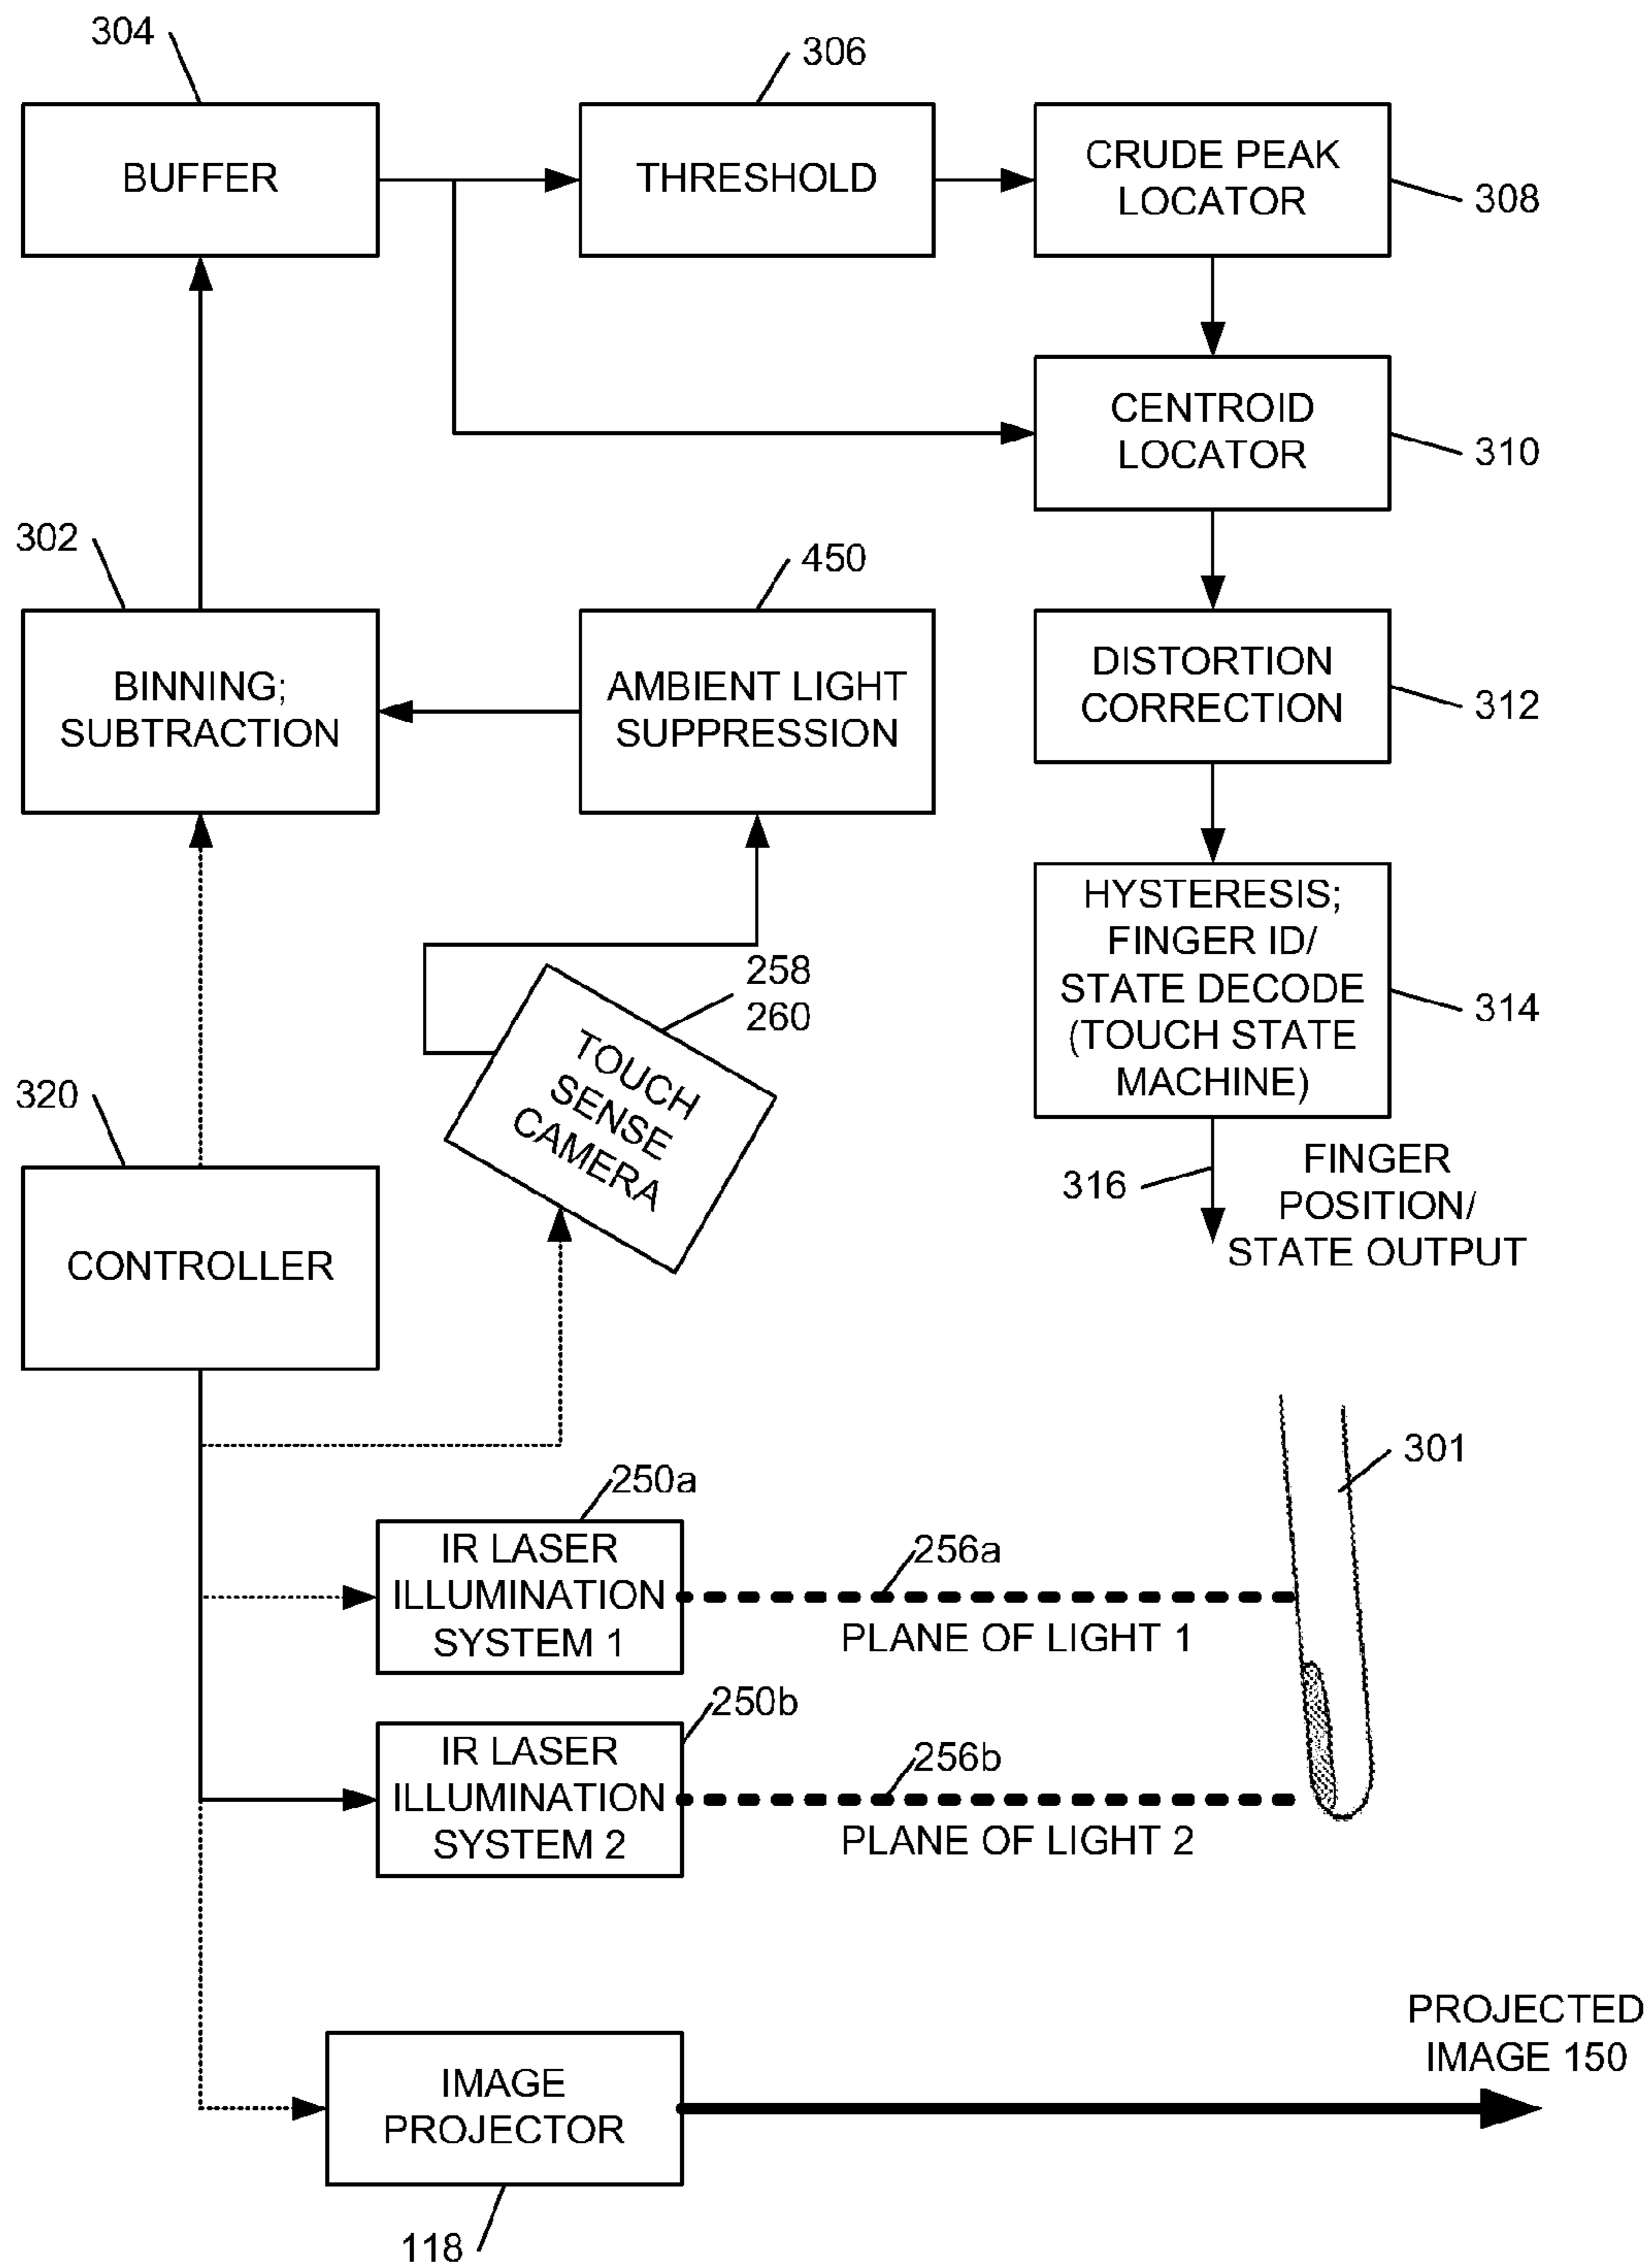 304
306
BUFFER
THRESHOLD
CRUDE PEAK
LOCATOR
308
CENTROID
LOCATOR
310
302
450
BINNING;
SUBTRACTION
AMBIENT LIGHT
SUPPRESSION
DISTORTION
CORRECTION
312
258
260
TOUCH
SENSE
CAMERA
HYSTERESIS;
FINGER ID/
STATE DECODE
(TOUCH STATE
MACHINE)
314
320
CONTROLLER
316
FINGER
POSITION/
STATE OUTPUT
301
250a
IR LASER
ILLUMINATION
SYSTEM 1
256a
PLANE OF LIGHT 1
250b
IR LASER
ILLUMINATION
SYSTEM 2
256b
PLANE OF LIGHT 2
PROJECTED
IMAGE 150
IMAGE
PROJECTOR
118